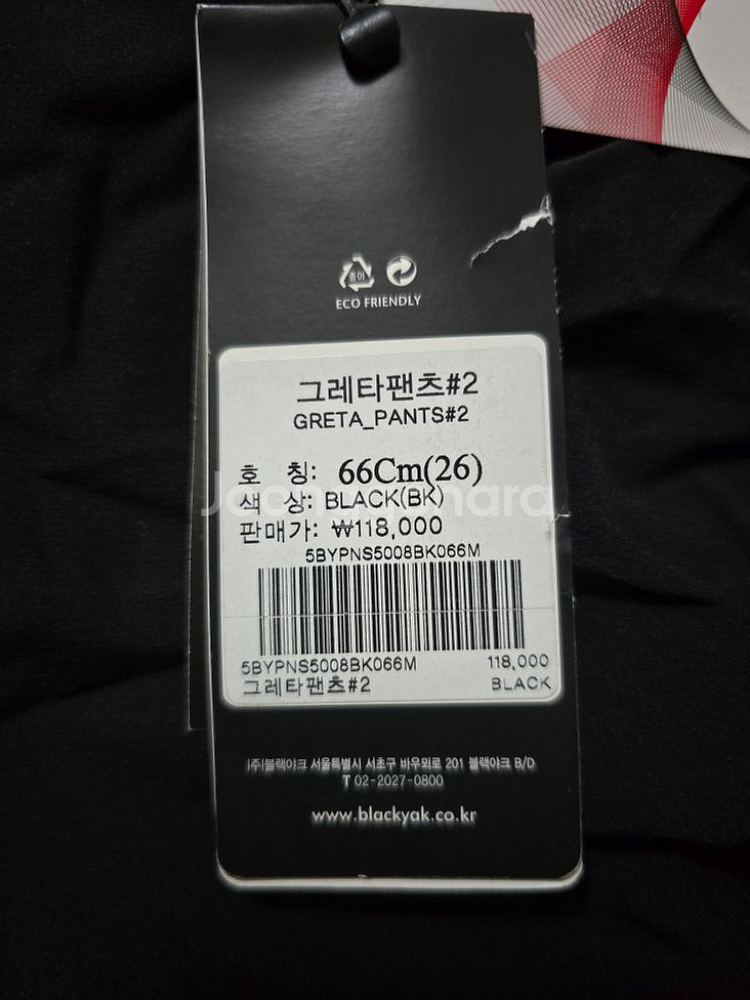 종이
ECO FRIENDLY
그레타팬츠#2
GRETA_PANTS#2
호 칭: 66Cm(26)
Joonggonara
색 상: BLACK(BK)
판매가: ₩118,000
5BYPNS5008BK066M
5BYPNS5008BK066M 118,000
그레타팬츠#2 BLACK
(주)블랙야크 서울특별시 서초구 바우뫼로 201 블랙야크 B/D
T 02-2027-0800
www.blackyak.co.kr